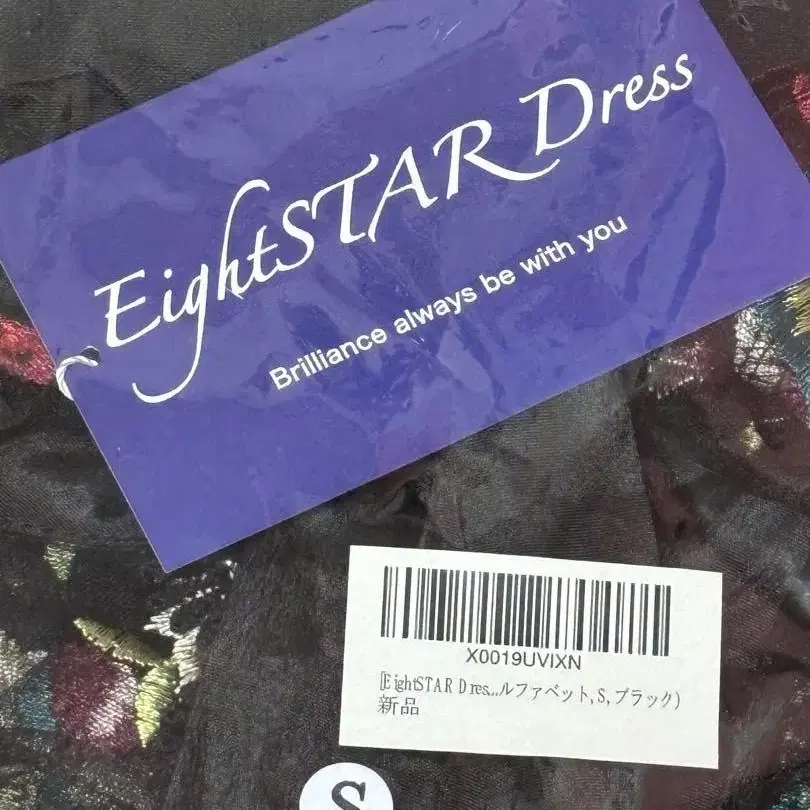 EightSTAR Dress
Brilliance always be with you
X0019UVIXN
[EightSTAR Dres...ルファベット,S,ブラック)
新品
S